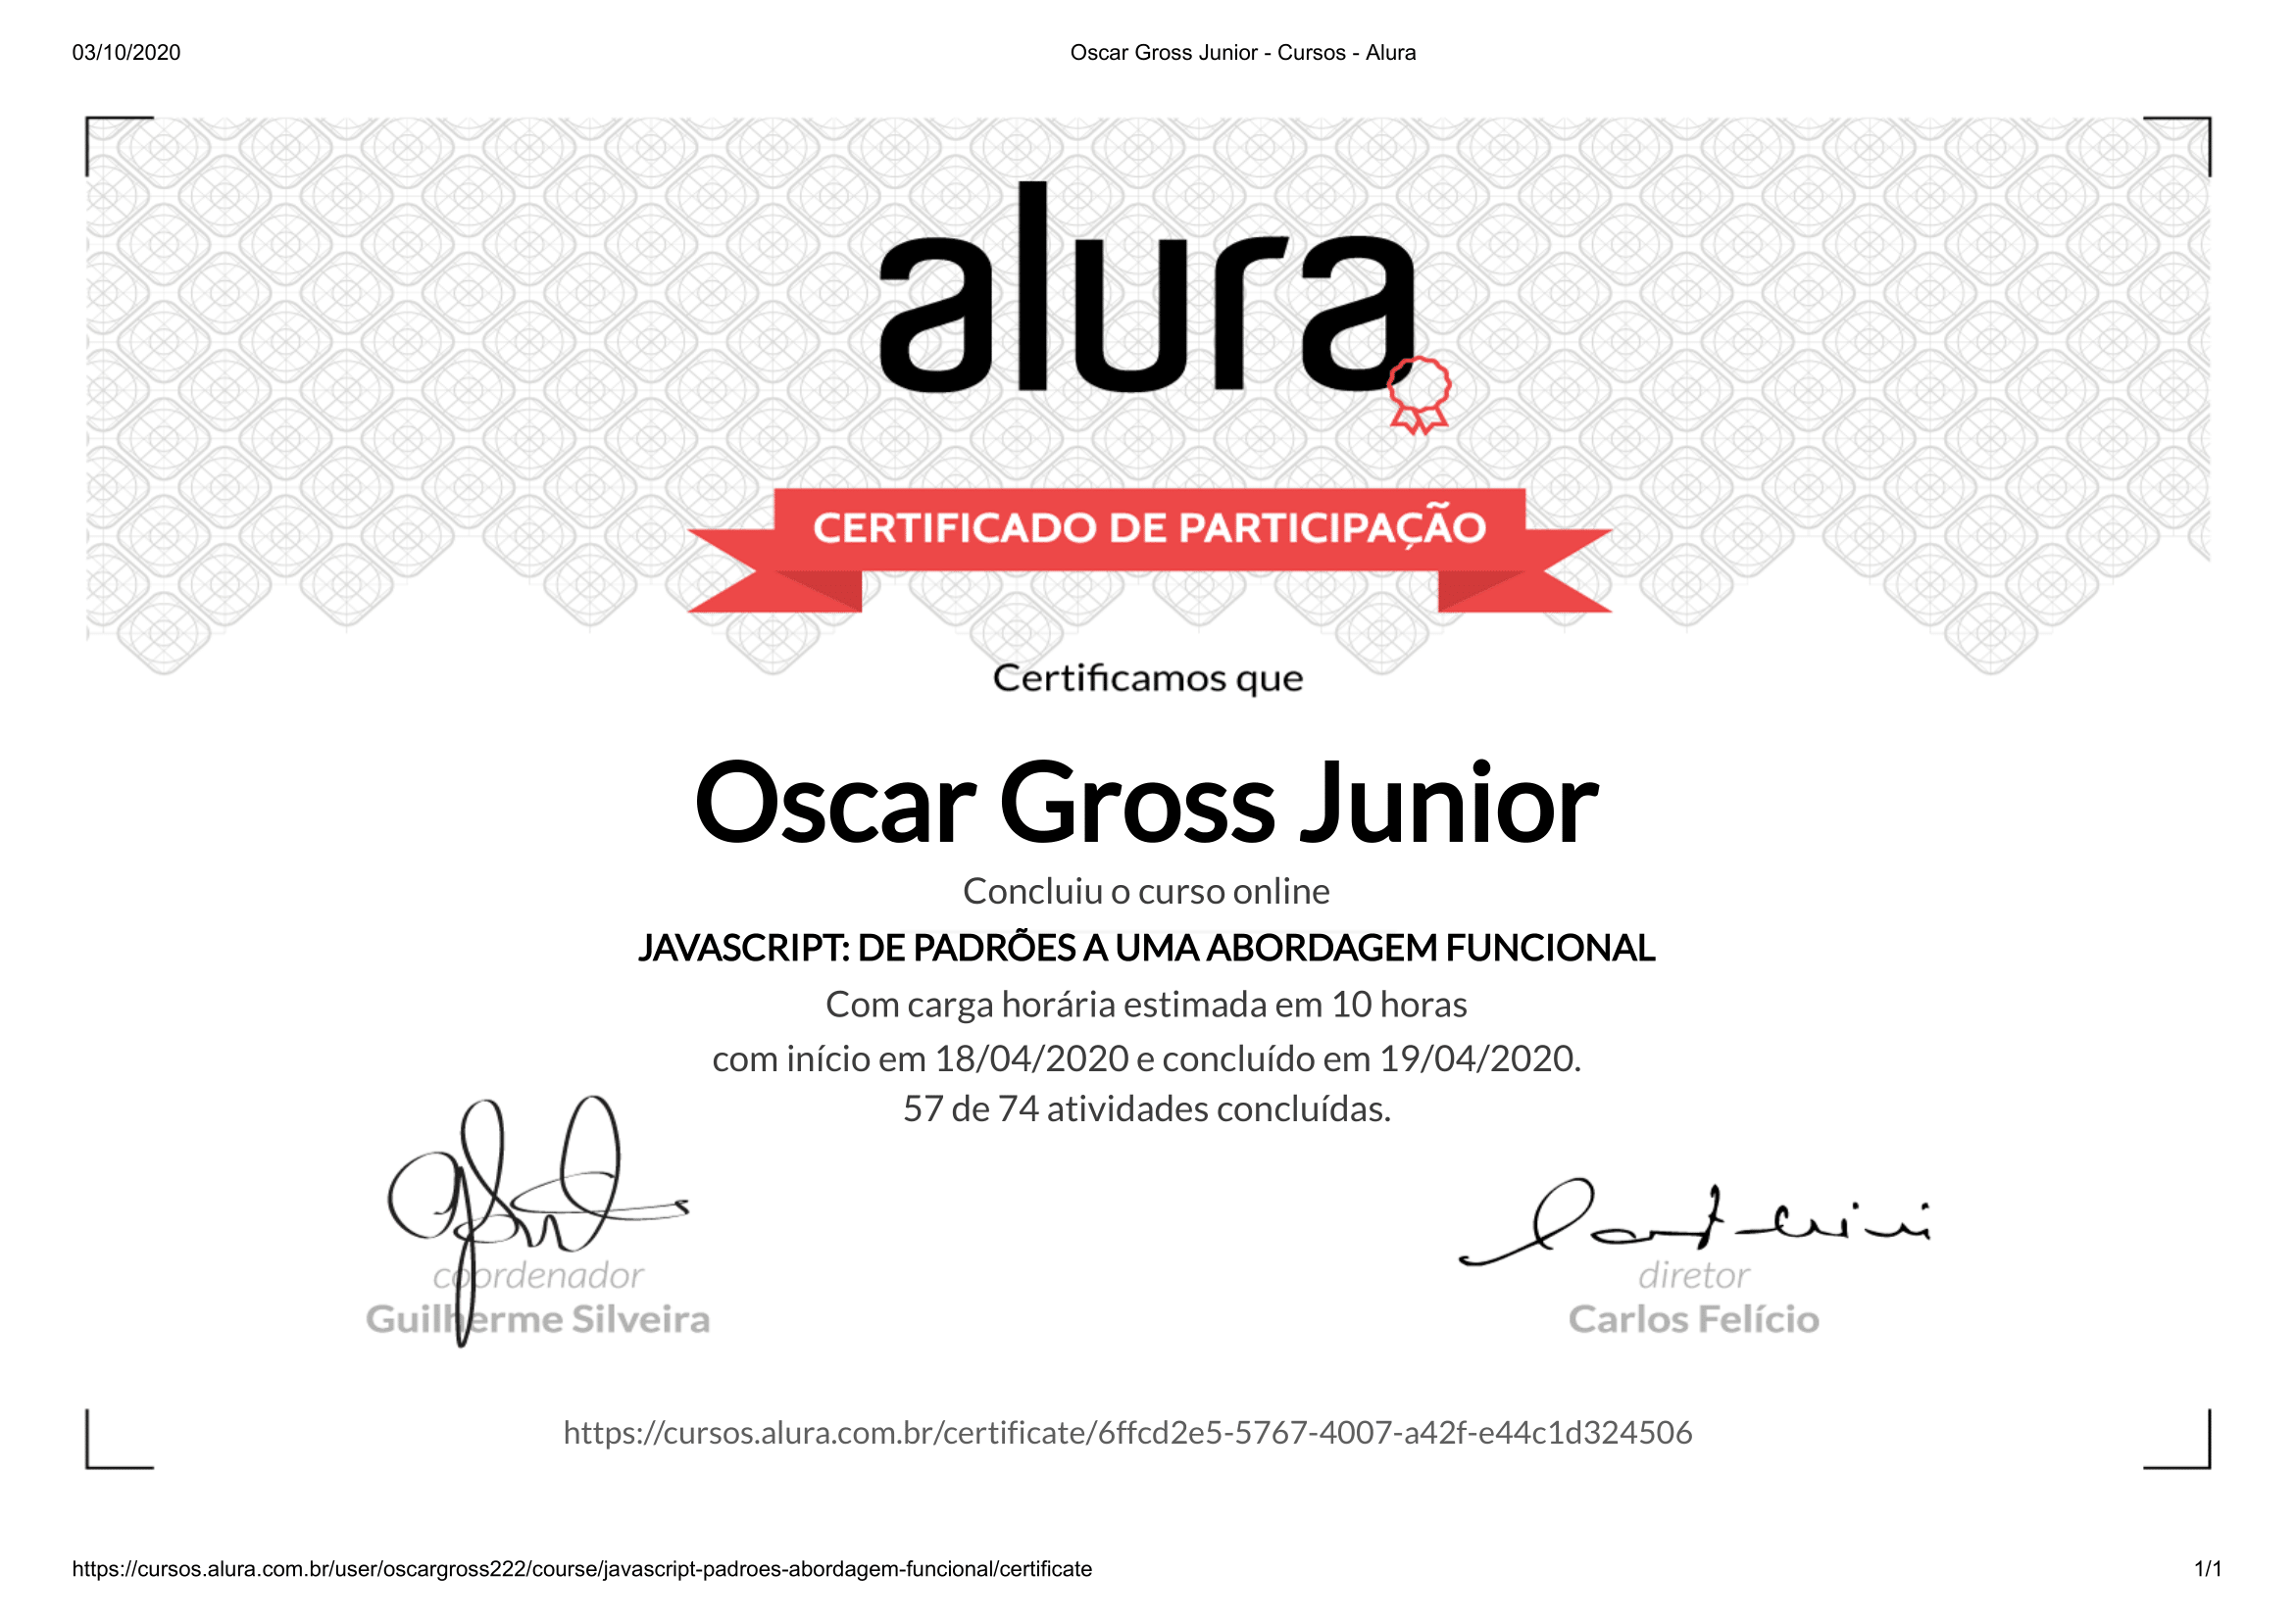 03/10/2020
Oscar Gross Junior - Cursos - Alura
alura
CERTIFICADO DE PARTICIPAÇÃO
Certificamos que
Oscar Gross Junior
Concluiu o curso online
JAVASCRIPT: DE PADRÕES A UMA ABORDAGEM FUNCIONAL
Com carga horária estimada em 10 horas
com início em 18/04/2020 e concluído em 19/04/2020.
57 de 74 atividades concluídas.
coordenador
Guilherme Silveira
diretor
Carlos Felício
https://cursos.alura.com.br/certificate/6ffcd2e5-5767-4007-a42f-e44c1d324506
https://cursos.alura.com.br/user/oscargross222/course/javascript-padroes-abordagem-funcional/certificate
1/1